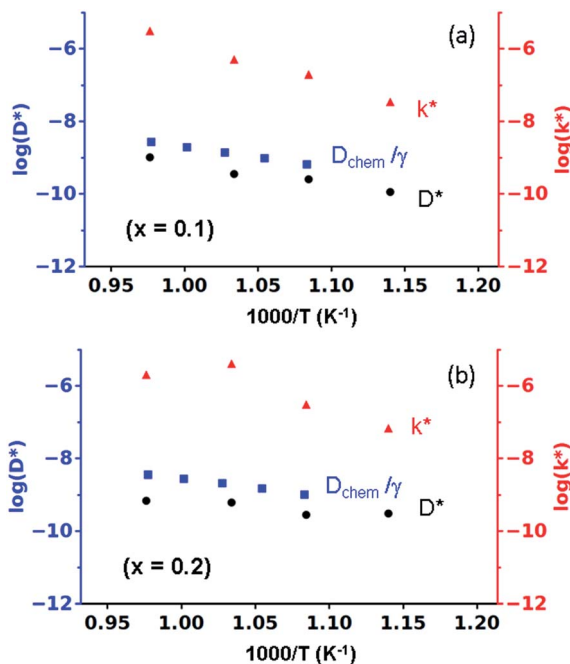 (a)
−6
−8
−10
−12
log(D*)
−6
−8
−10
−12
log(k*)
k*
D_chem /γ
D*
(x = 0.1)
0.95 1.00 1.05 1.10 1.15 1.20
1000/T (K⁻¹)
(b)
−6
−8
−10
−12
log(D*)
−6
−8
−10
−12
log(k*)
k*
D_chem /γ
D*
(x = 0.2)
0.95 1.00 1.05 1.10 1.15 1.20
1000/T (K⁻¹)